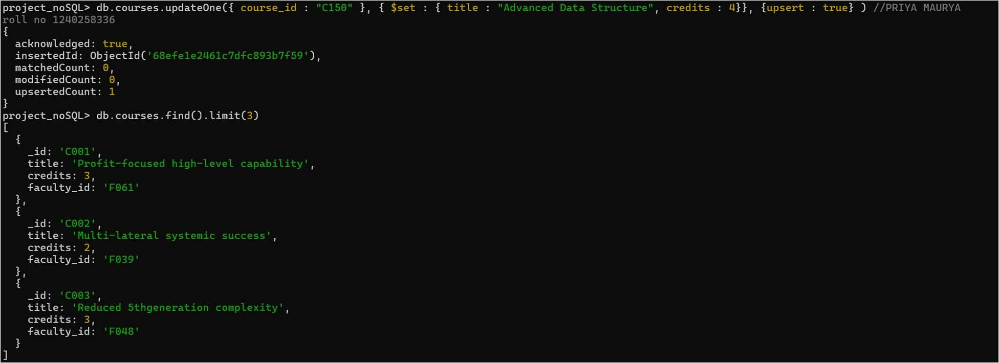 project_noSQL> db.courses.updateOne({ course_id : "C150" }, { $set : { title : "Advanced Data Structure", credits : 4}}, {upsert : true} ) //PRIYA MAURYA
roll no 1240258336
{
  acknowledged: true,
  insertedId: ObjectId('68efe1e2461c7dfc893b7f59'),
  matchedCount: 0,
  modifiedCount: 0,
  upsertedCount: 1
}
project_noSQL> db.courses.find().limit(3)
[
  {
    _id: 'C001',
    title: 'Profit-focused high-level capability',
    credits: 3,
    faculty_id: 'F061'
  },
  {
    _id: 'C002',
    title: 'Multi-lateral systemic success',
    credits: 2,
    faculty_id: 'F039'
  },
  {
    _id: 'C003',
    title: 'Reduced 5thgeneration complexity',
    credits: 3,
    faculty_id: 'F048'
  }
]